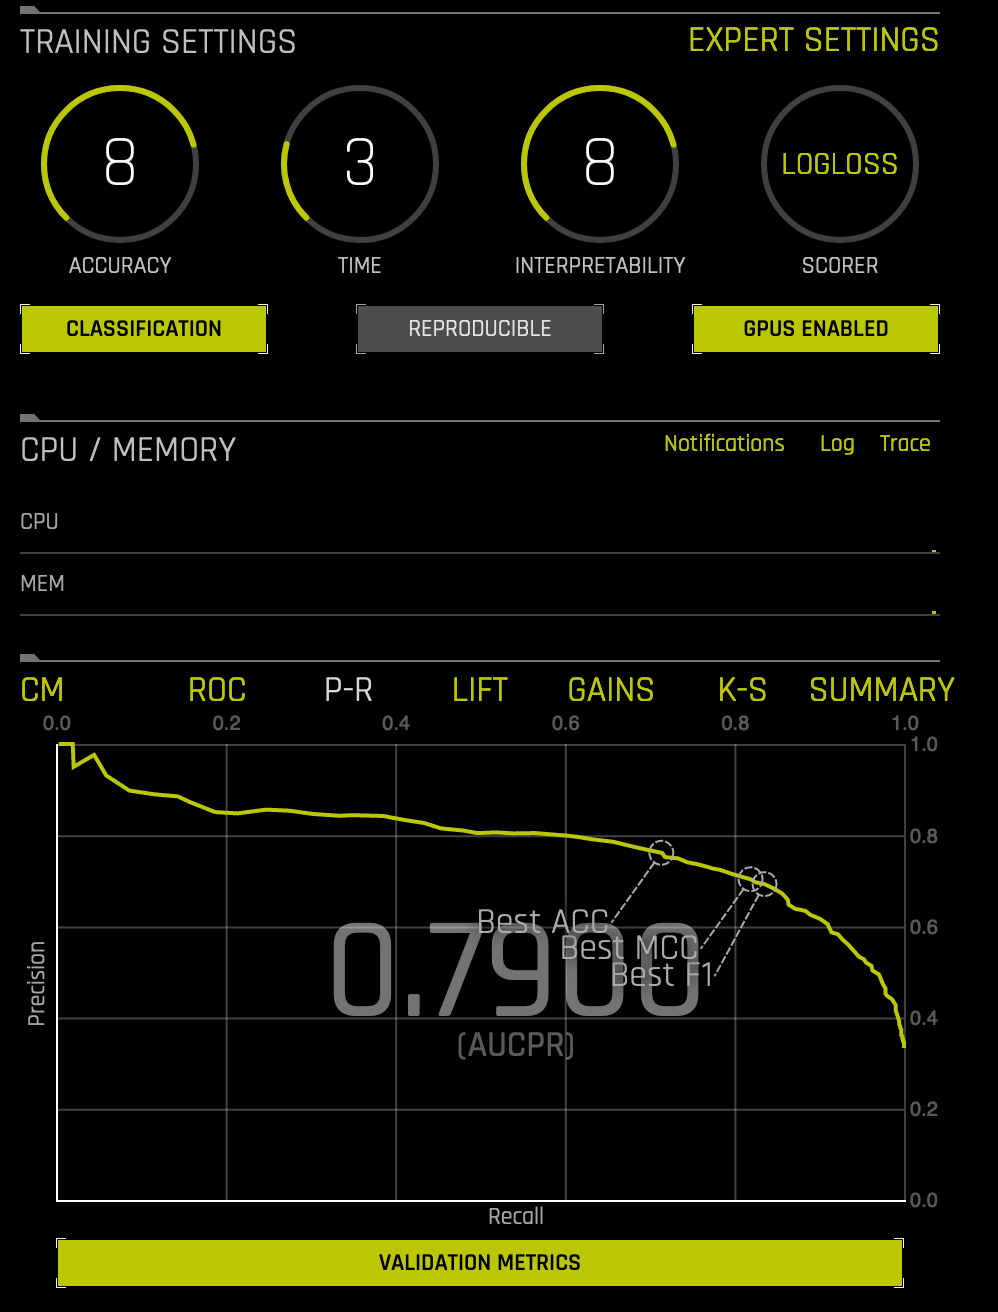 TRAINING SETTINGS EXPERT SETTINGS
8 3 8 LOGLOSS
ACCURACY TIME INTERPRETABILITY SCORER
CLASSIFICATION REPRODUCIBLE GPUS ENABLED
CPU / MEMORY Notifications Log Trace
CPU
MEM
CM ROC P-R LIFT GAINS K-S SUMMARY
0.0 0.2 0.4 0.6 0.8 1.0
1.0
0.8
Best ACC
0.6
Best MCC
Best F1
0.7900
Precision
0.4
(AUCPR)
0.2
0.0
Recall
VALIDATION METRICS